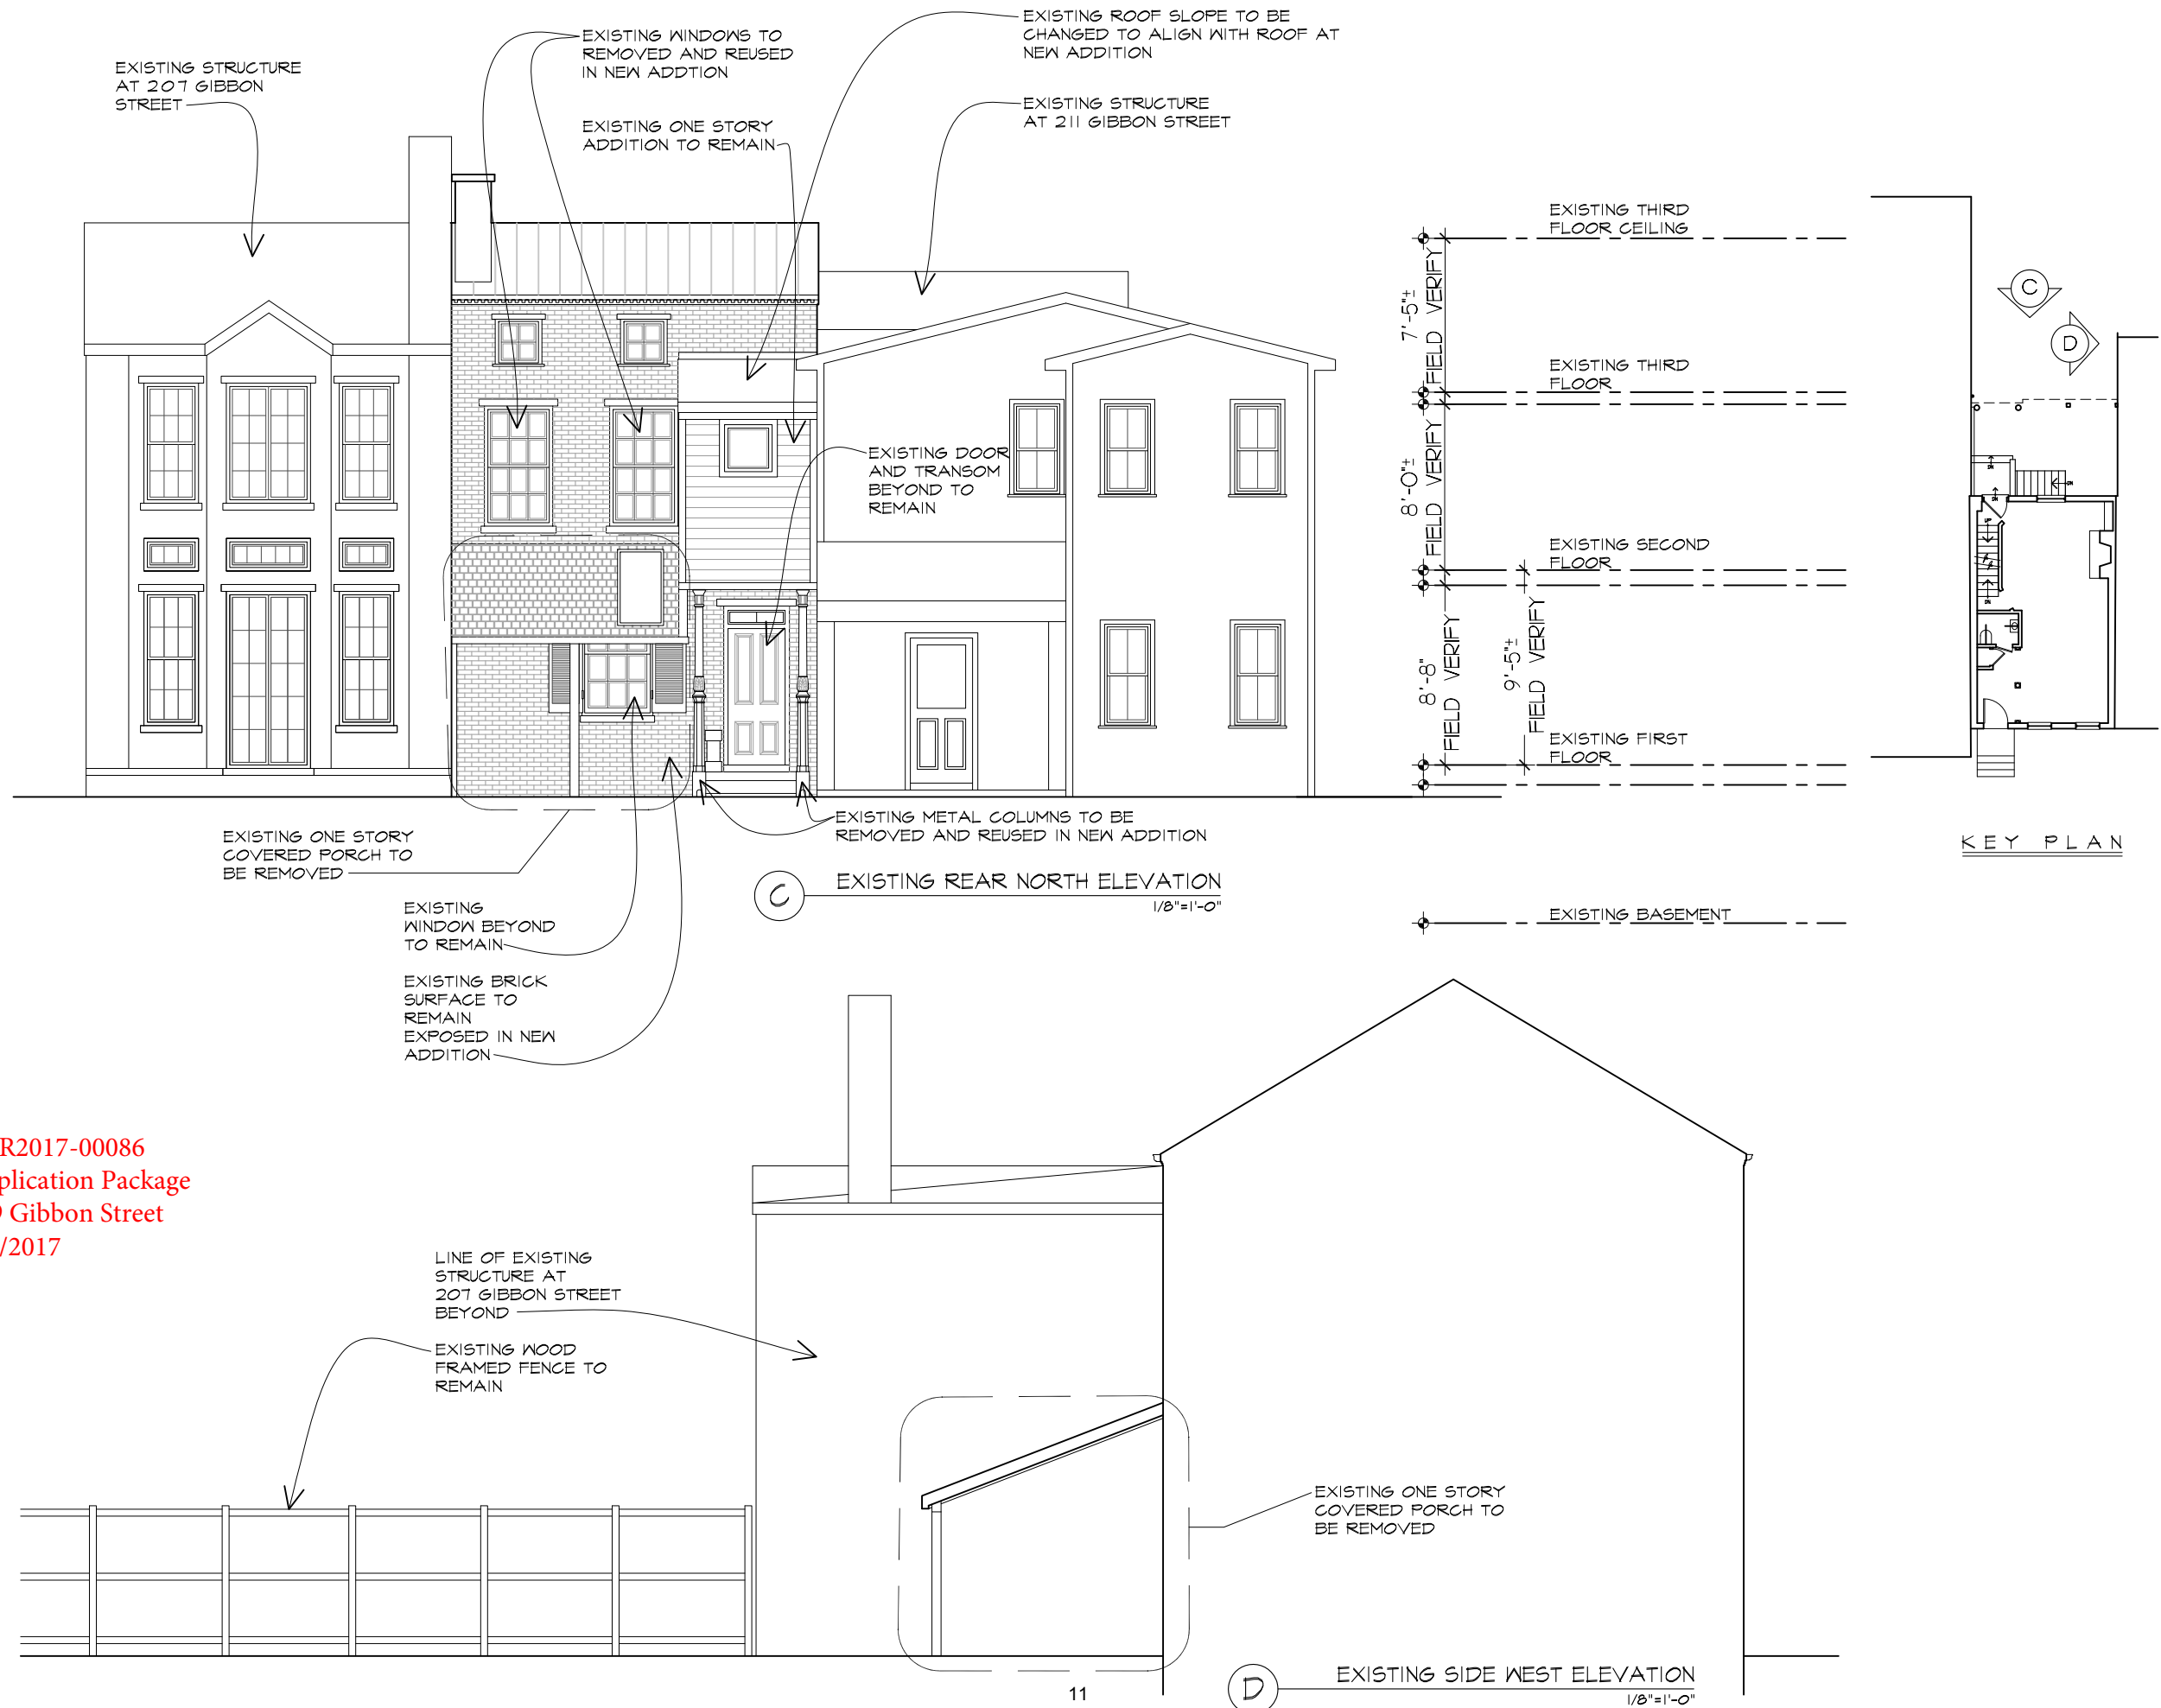 EXISTING STRUCTURE
AT 207 GIBBON
STREET
EXISTING WINDOWS TO
REMOVED AND REUSED
IN NEW ADDTION
EXISTING ONE STORY
ADDITION TO REMAIN
EXISTING ROOF SLOPE TO BE
CHANGED TO ALIGN WITH ROOF AT
NEW ADDITION
EXISTING STRUCTURE
AT 211 GIBBON STREET
EXISTING DOOR
AND TRANSOM
BEYOND TO
REMAIN
EXISTING THIRD
FLOOR CEILING
7'-5"±
FIELD VERIFY
EXISTING THIRD
FLOOR
8'-0"±
FIELD VERIFY
EXISTING SECOND
FLOOR
8'-8"
FIELD VERIFY
9'-5"±
FIELD VERIFY
EXISTING FIRST
FLOOR
EXISTING BASEMENT
C
D
DN
DN
DN
UP
DN
KEY PLAN
EXISTING METAL COLUMNS TO BE
REMOVED AND REUSED IN NEW ADDITION
EXISTING ONE STORY
COVERED PORCH TO
BE REMOVED
C
EXISTING REAR NORTH ELEVATION
1/8"=1'-0"
EXISTING
WINDOW BEYOND
TO REMAIN
EXISTING BRICK
SURFACE TO
REMAIN
EXPOSED IN NEW
ADDITION
R2017-00086
plication Package
9 Gibbon Street
/2017
LINE OF EXISTING
STRUCTURE AT
207 GIBBON STREET
BEYOND
EXISTING WOOD
FRAMED FENCE TO
REMAIN
EXISTING ONE STORY
COVERED PORCH TO
BE REMOVED
D
EXISTING SIDE WEST ELEVATION
1/8"=1'-0"
11